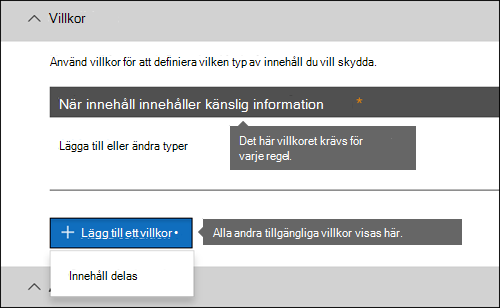 Villkor
Använd villkor för att definiera vilken typ av innehåll du vill skydda.
När innehåll innehåller känslig information *
Lägga till eller ändra typer
Det här villkoret krävs för
varje regel.
+ Lägg till ett villkor •
Alla andra tillgängliga villkor visas här.
Innehåll delas